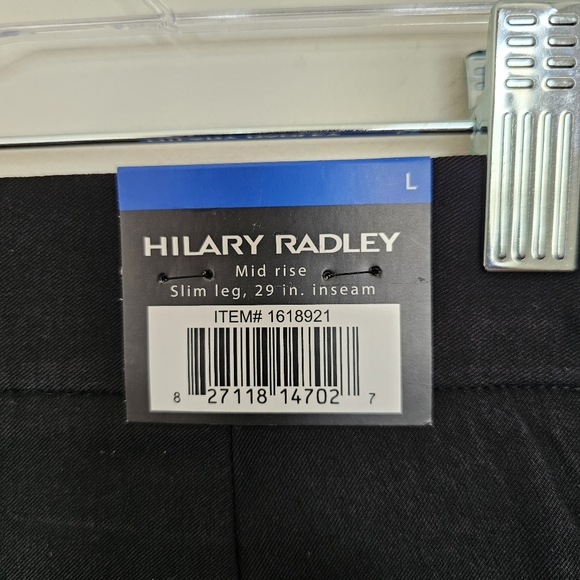 L
HILARY RADLEY
Mid rise
Slim leg, 29 in. inseam
ITEM# 1618921
8 27118 14702 7